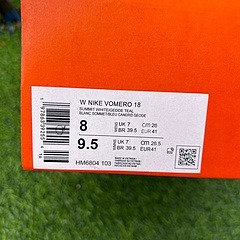 W NIKE VOMERO 18
SUMMIT WHITE/GEODE TEAL
BLANC SOMMET/BLEU CANARD GEODE
8 UK 7 CM 26
BR 39.5 EUR 41
9.5 UK 7 CM 26.5
BR 39.5 EUR 41
HM6804 103